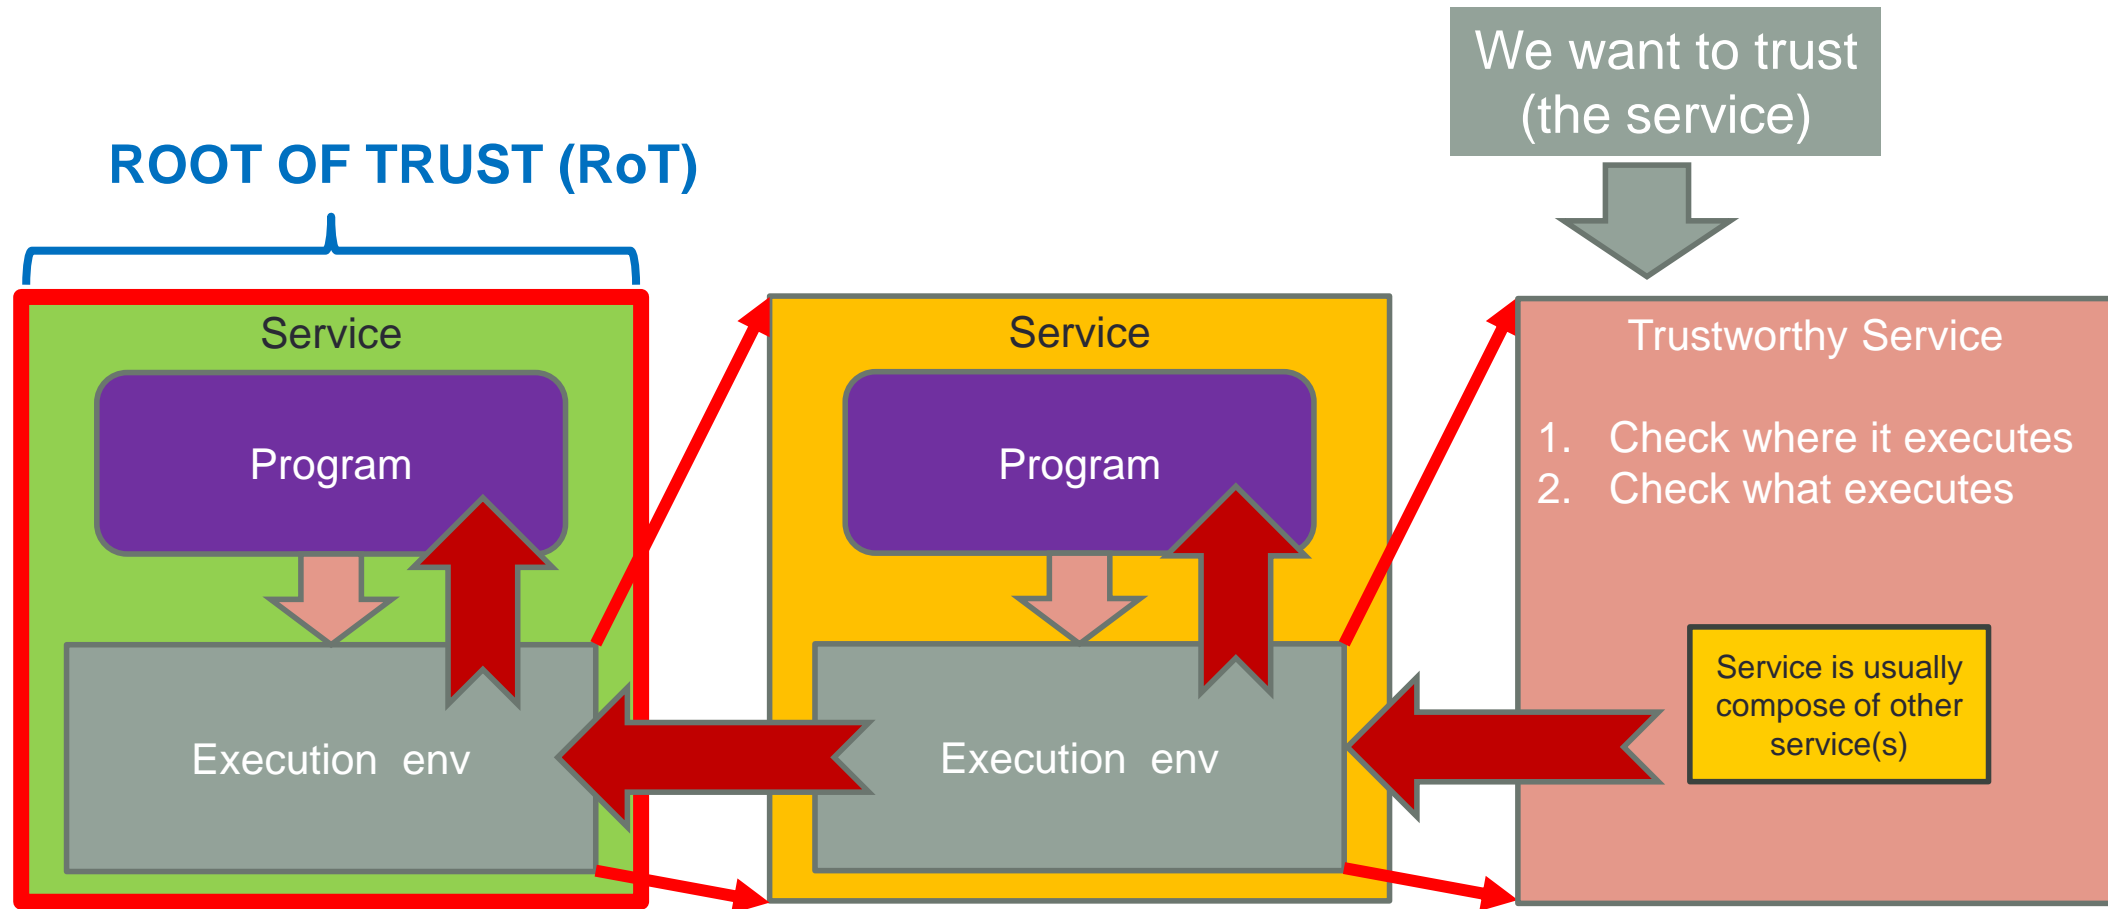 We want to trust
(the service)
ROOT OF TRUST (RoT)
Service
Program
Execution env
Service
Program
Execution env
Trustworthy Service
1. Check where it executes
2. Check what executes
Service is usually
compose of other
service(s)